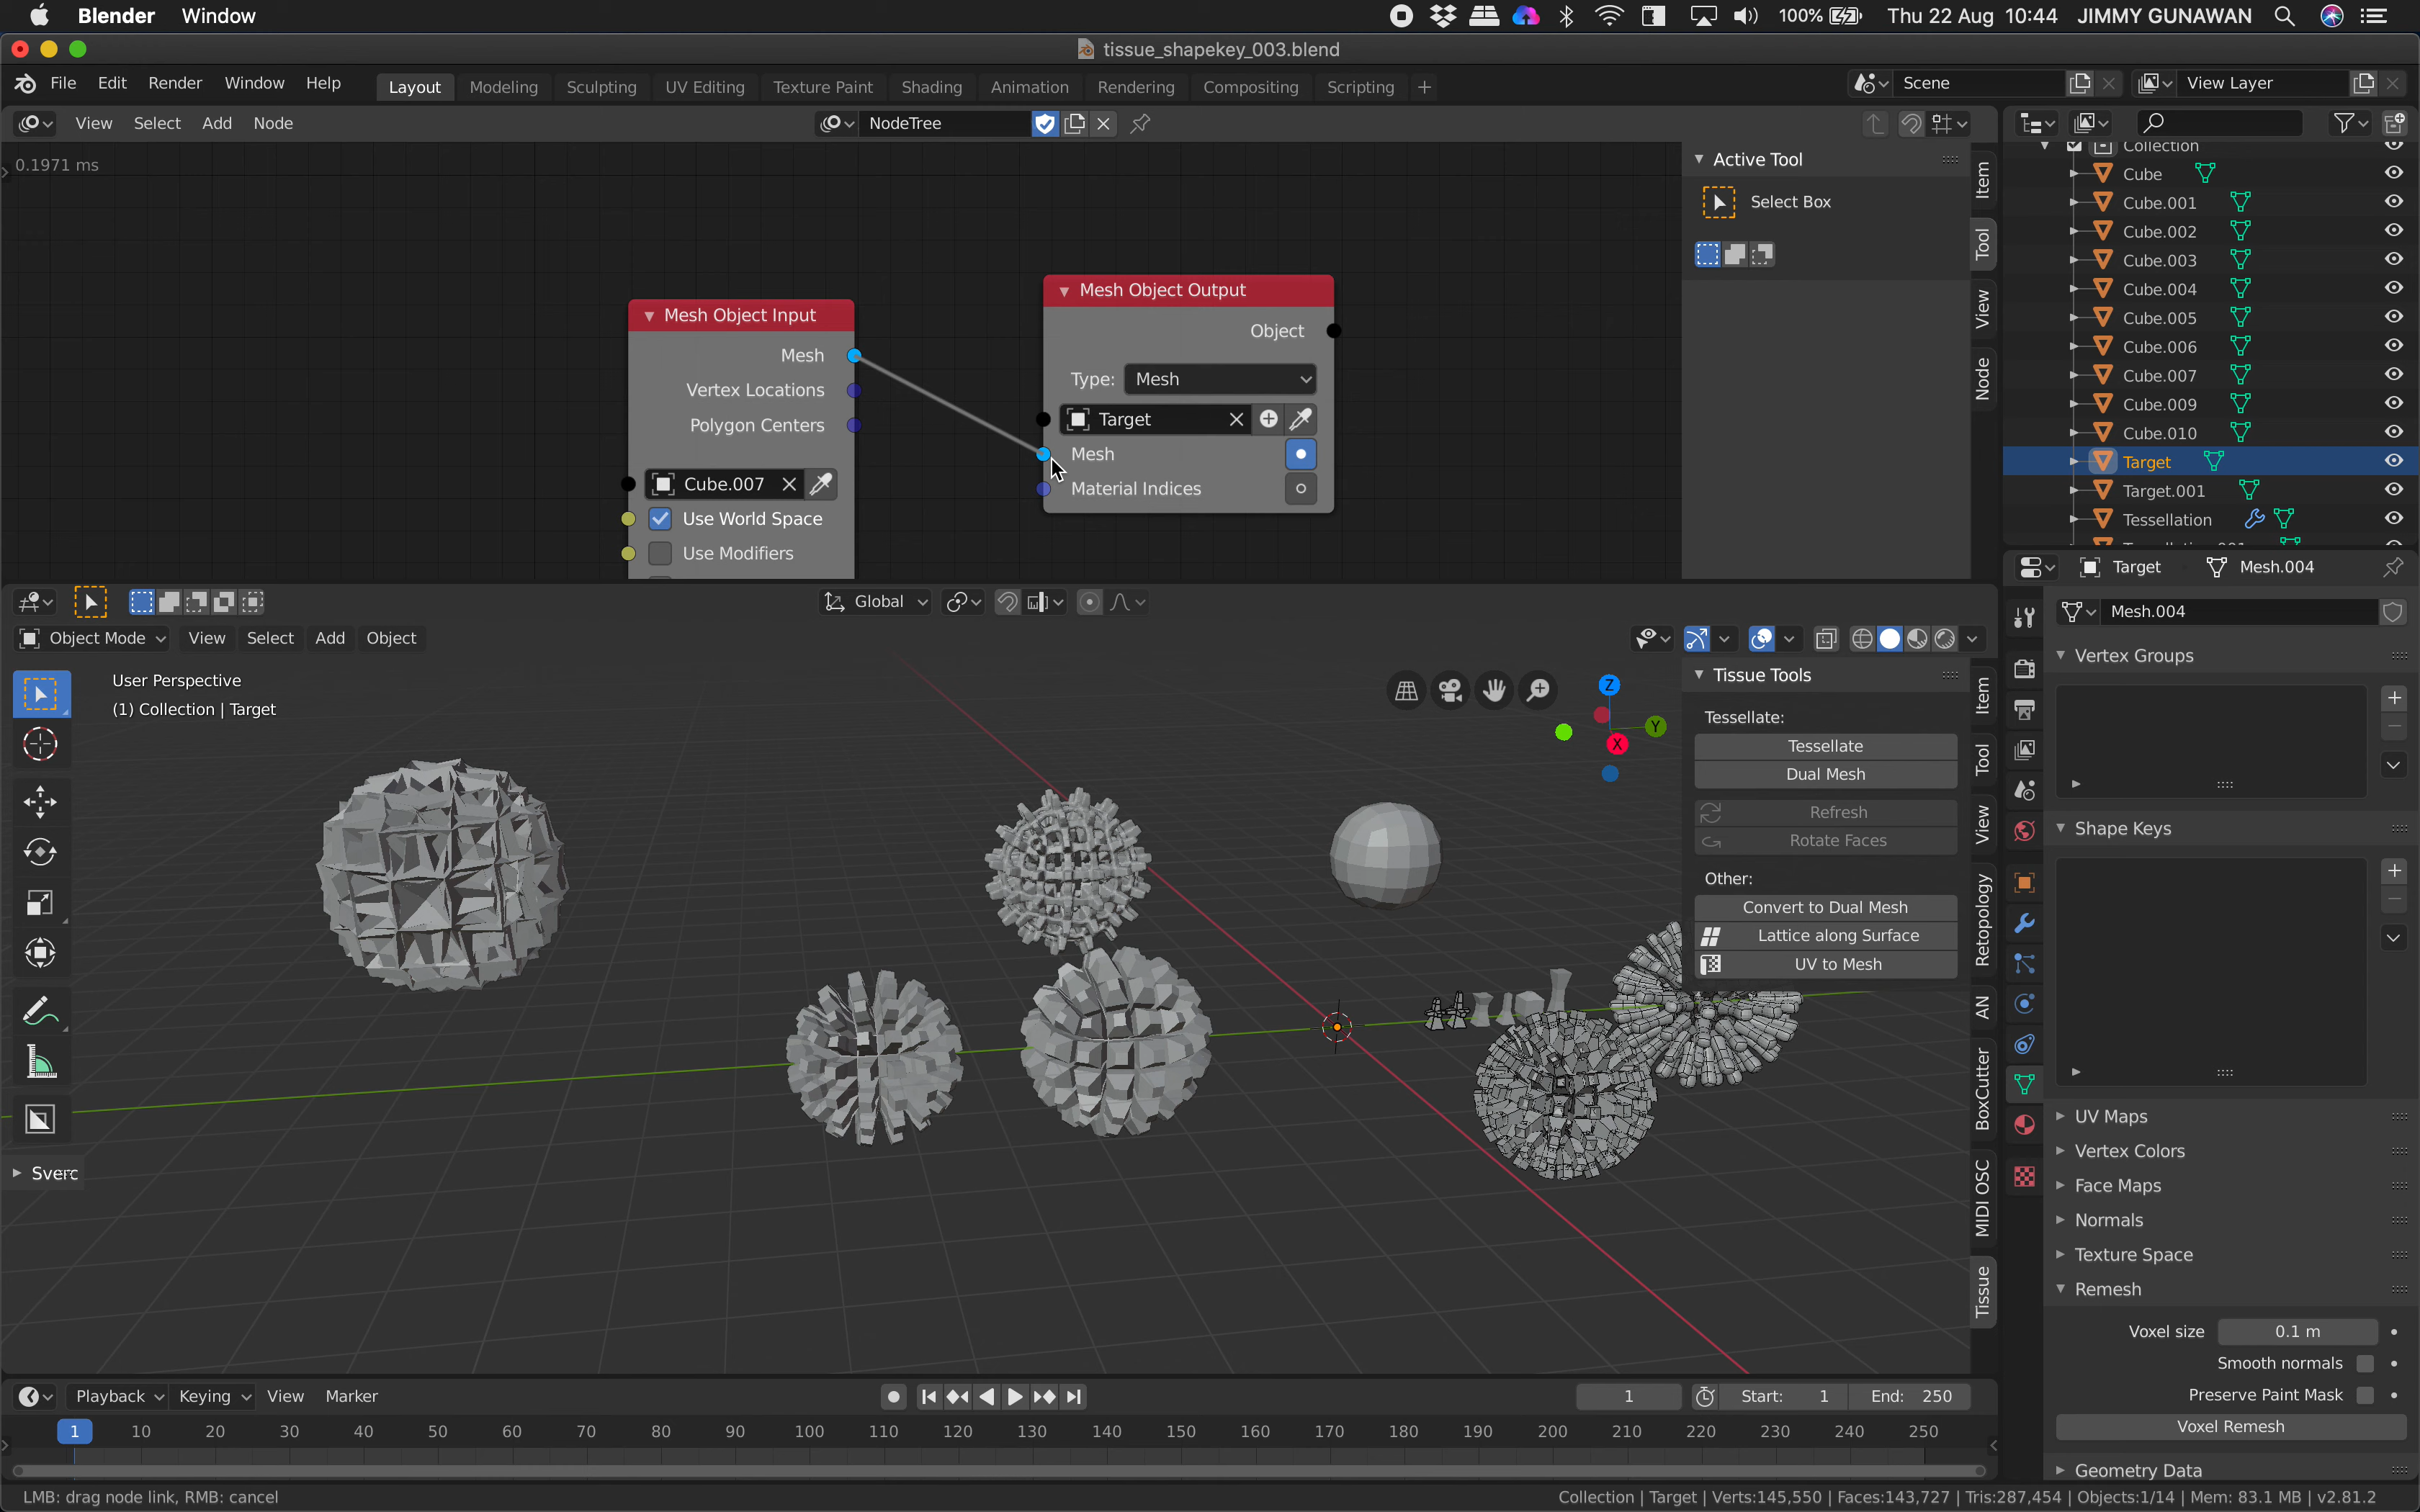 Blender Window 100% Thu 22 Aug 10:44 JIMMY GUNAWAN
tissue_shapekey_003.blend
File Edit Render Window Help Layout Modeling Sculpting UV Editing Texture Paint Shading Animation Rendering Compositing Scripting + Scene View Layer
View Select Add Node NodeTree
0.1971 ms
Active Tool
Select Box
Item
Tool
View
Node
Mesh Object Input
Mesh
Vertex Locations
Polygon Centers
Cube.007
Use World Space
Use Modifiers
Mesh Object Output
Object
Type: Mesh
Target
Mesh
Material Indices
Collection
Cube
Cube.001
Cube.002
Cube.003
Cube.004
Cube.005
Cube.006
Cube.007
Cube.009
Cube.010
Target
Target.001
Tessellation
Global
Object Mode View Select Add Object
User Perspective
(1) Collection | Target
Z
Y
X
Sverc
Tissue Tools
Tessellate:
Tessellate
Dual Mesh
Refresh
Rotate Faces
Other:
Convert to Dual Mesh
Lattice along Surface
UV to Mesh
Item
Tool
View
Retopology
AN
BoxCutter
MIDI OSC
Tissue
Target Mesh.004
Mesh.004
Vertex Groups
Shape Keys
UV Maps
Vertex Colors
Face Maps
Normals
Texture Space
Remesh
Voxel size 0.1 m
Smooth normals
Preserve Paint Mask
Voxel Remesh
Geometry Data
Playback Keying View Marker 1 Start: 1 End: 250
1 10 20 30 40 50 60 70 80 90 100 110 120 130 140 150 160 170 180 190 200 210 220 230 240 250
LMB: drag node link, RMB: cancel
Collection | Target | Verts:145,550 | Faces:143,727 | Tris:287,454 | Objects:1/14 | Mem: 83.1 MB | v2.81.2